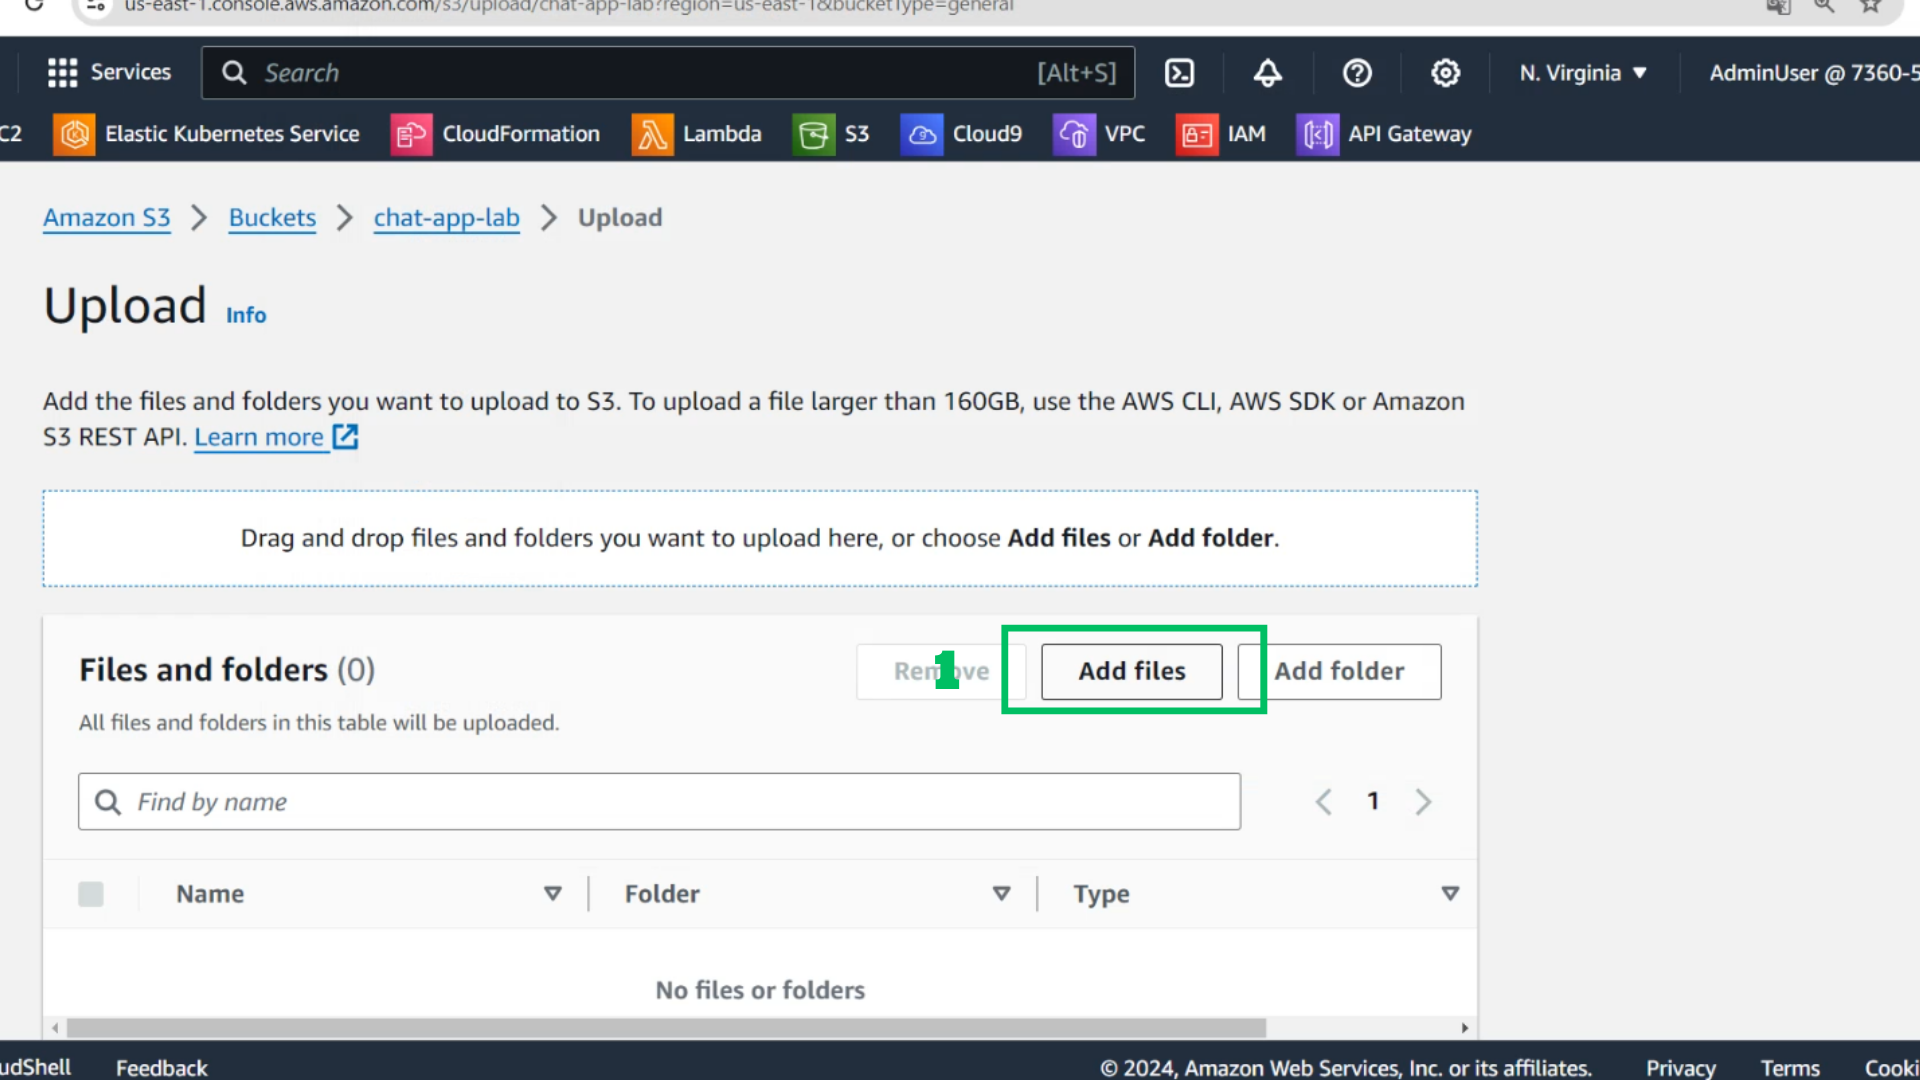 us-east-1.console.aws.amazon.com/s3/upload/chat-app-lab?region=us-east-1&bucketType=general
Services Search [Alt+S] N. Virginia ▼ AdminUser @ 7360-5
C2 Elastic Kubernetes Service CloudFormation Lambda S3 Cloud9 VPC IAM API Gateway
Amazon S3 > Buckets > chat-app-lab > Upload
Upload Info
Add the files and folders you want to upload to S3. To upload a file larger than 160GB, use the AWS CLI, AWS SDK or Amazon
S3 REST API. Learn more
Drag and drop files and folders you want to upload here, or choose Add files or Add folder.
Files and folders (0) Remove 1 Add files Add folder
All files and folders in this table will be uploaded.
Find by name < 1 >
Name Folder Type
No files or folders
udShell Feedback © 2024, Amazon Web Services, Inc. or its affiliates. Privacy Terms Cooki